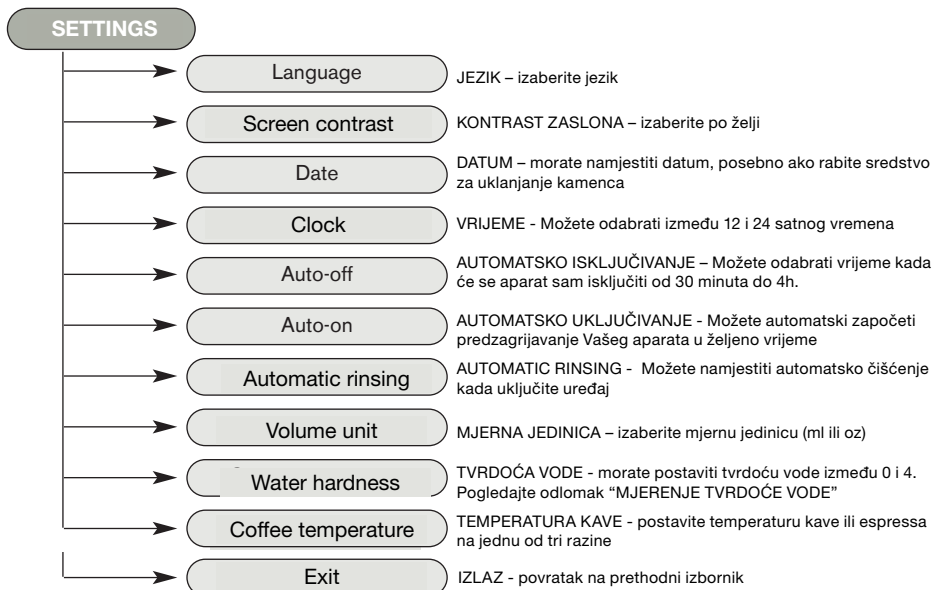 SETTINGS
Language
JEZIK – izaberite jezik
Screen contrast
KONTRAST ZASLONA – izaberite po želji
Date
DATUM – morate namjestiti datum, posebno ako rabite sredstvo
za uklanjanje kamenca
Clock
VRIJEME - Možete odabrati između 12 i 24 satnog vremena
Auto-off
AUTOMATSKO ISKLJUČIVANJE – Možete odabrati vrijeme kada
će se aparat sam isključiti od 30 minuta do 4h.
Auto-on
AUTOMATSKO UKLJUČIVANJE - Možete automatski započeti
predzagrijavanje Vašeg aparata u željeno vrijeme
Automatic rinsing
AUTOMATIC RINSING - Možete namjestiti automatsko čišćenje
kada uključite uređaj
Volume unit
MJERNA JEDINICA – izaberite mjernu jedinicu (ml ili oz)
Water hardness
TVRDOĆA VODE - morate postaviti tvrdoću vode između 0 i 4.
Pogledajte odlomak “MJERENJE TVRDOĆE VODE”
Coffee temperature
TEMPERATURA KAVE - postavite temperaturu kave ili espressa
na jednu od tri razine
Exit
IZLAZ - povratak na prethodni izbornik